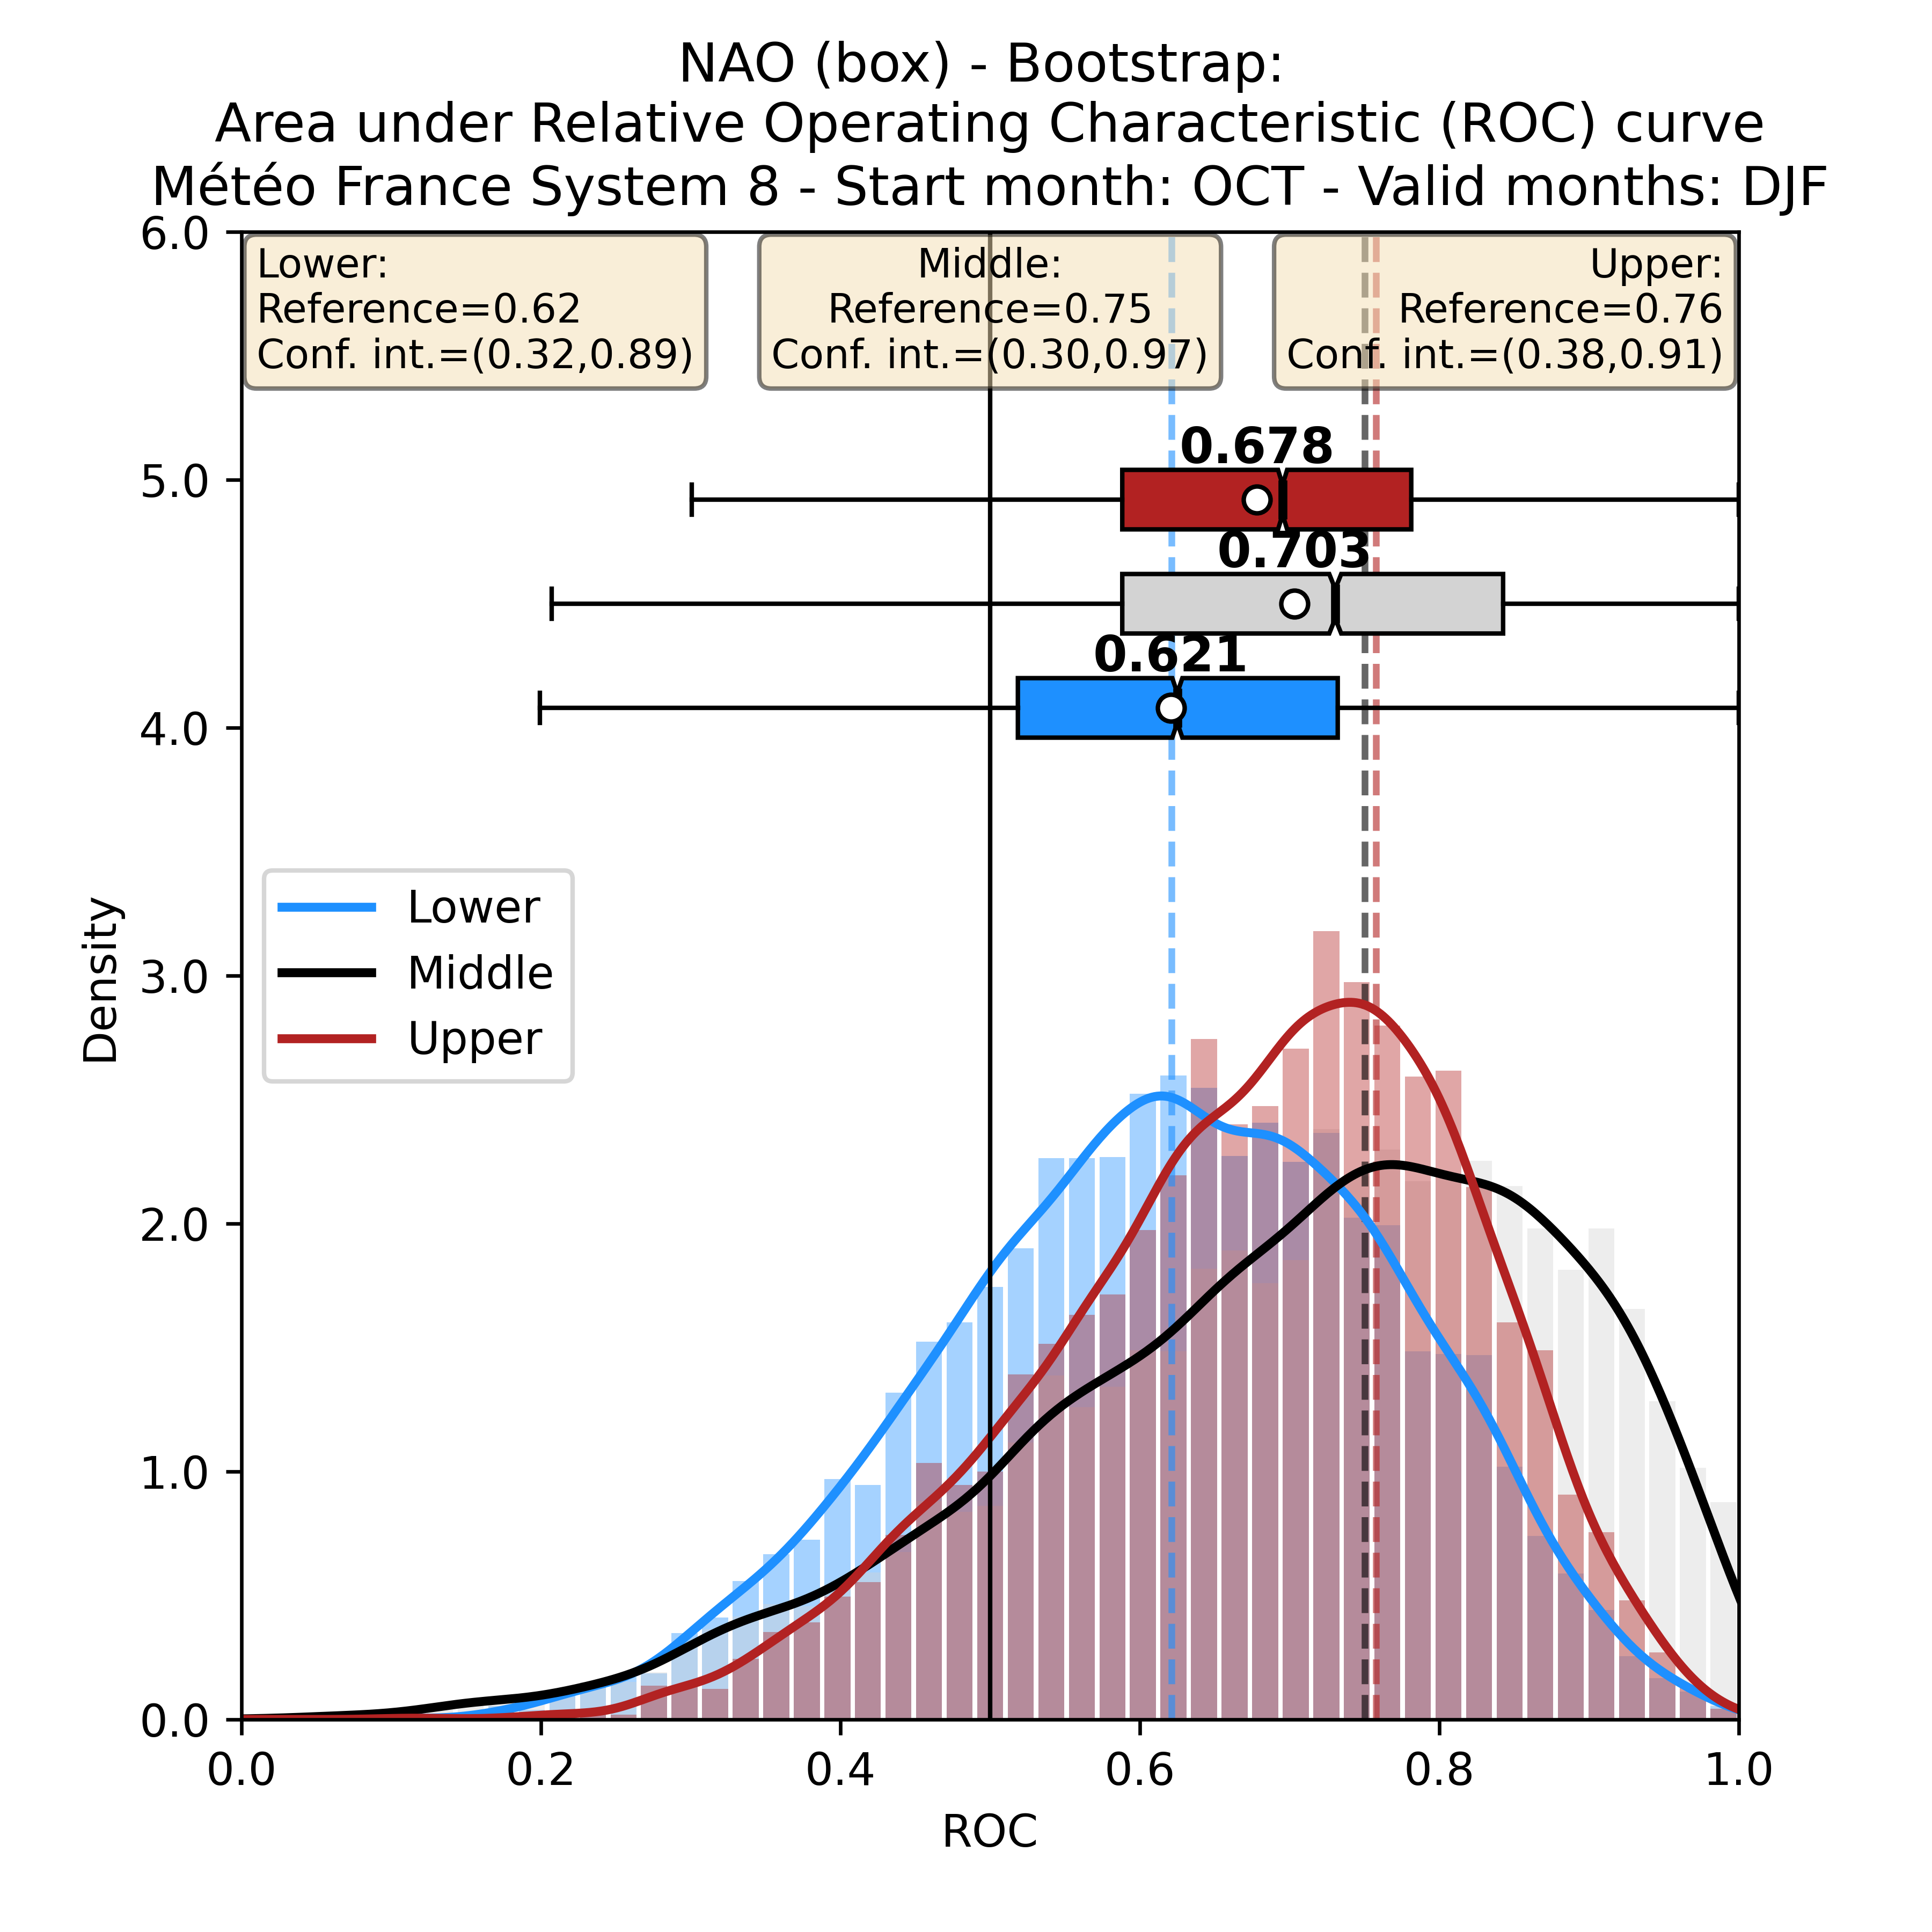 NAO (box) - Bootstrap:
Area under Relative Operating Characteristic (ROC) curve
Météo France System 8 - Start month: OCT - Valid months: DJF
Lower:
Reference=0.62
Conf. int.=(0.32,0.89)
Middle:
Reference=0.75
Conf. int.=(0.30,0.97)
Upper:
Reference=0.76
Conf. int.=(0.38,0.91)
0.678
0.703
0.621
Lower
Middle
Upper
Density
6.0
5.0
4.0
3.0
2.0
1.0
0.0
0.0 0.2 0.4 0.6 0.8 1.0
ROC